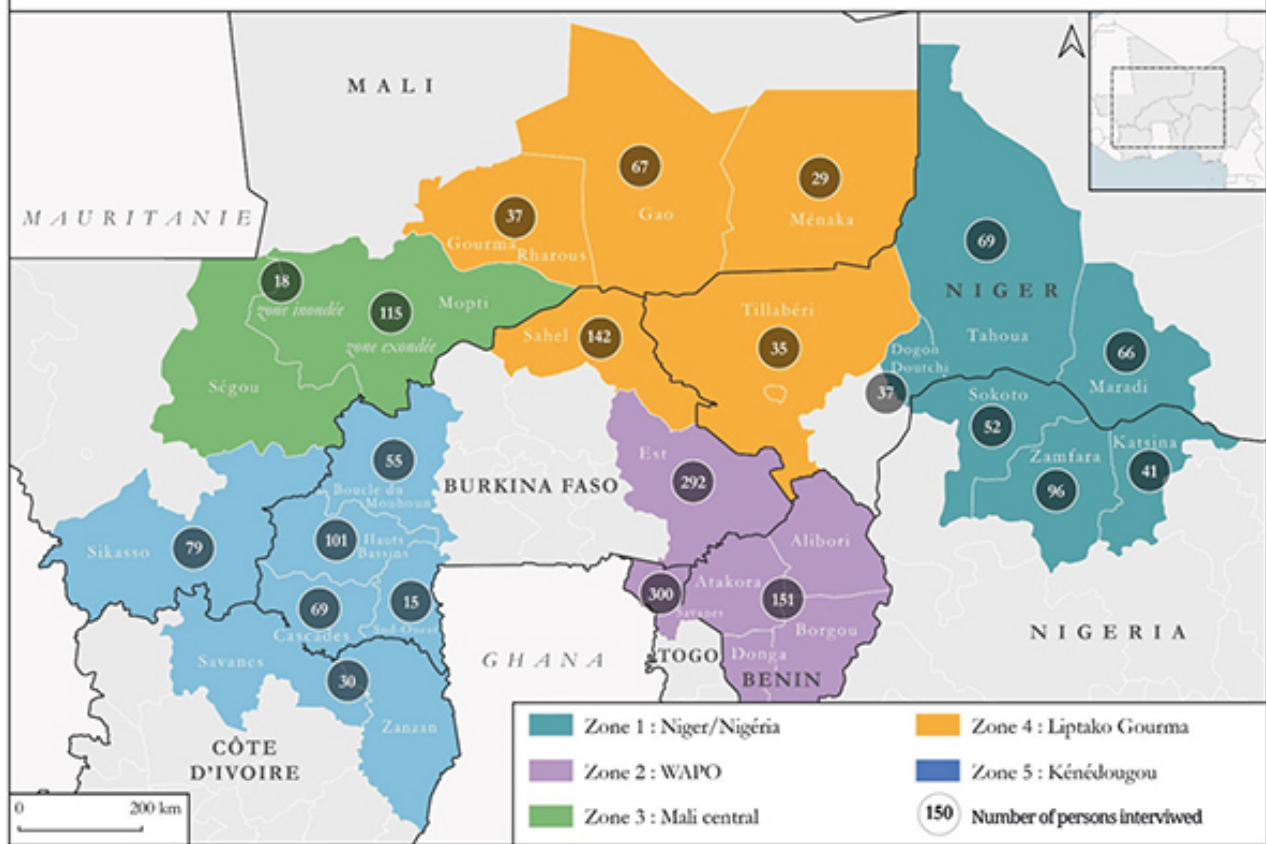 MALI
MAURITANIE
67
Gao
29
Ménaka
37
Gourma
Rharous
69
NIGER
Tahoua
18
zone inondée
115
zone exondée
Mopti
Ségou
Sahel
142
Tillabéri
35
Dogon
Doutchi
37
66
Maradi
Sokoto
52
Katsina
41
Zamfara
96
55
Boucle du
Mouhoun
BURKINA FASO
Est
292
Sikasso
79
101
Hauts
Bassins
69
Cascades
15
Sud-Ouest
Alibori
Atakora
151
Borgou
Donga
BENIN
300
Savanes
TOGO
GHANA
NIGERIA
Savanes
30
Zanzan
CÔTE
D'IVOIRE
0 200 km
Zone 1 : Niger/Nigéria
Zone 2 : WAPO
Zone 3 : Mali central
Zone 4 : Liptako Gourma
Zone 5 : Kénédougou
150 Number of persons interviwed